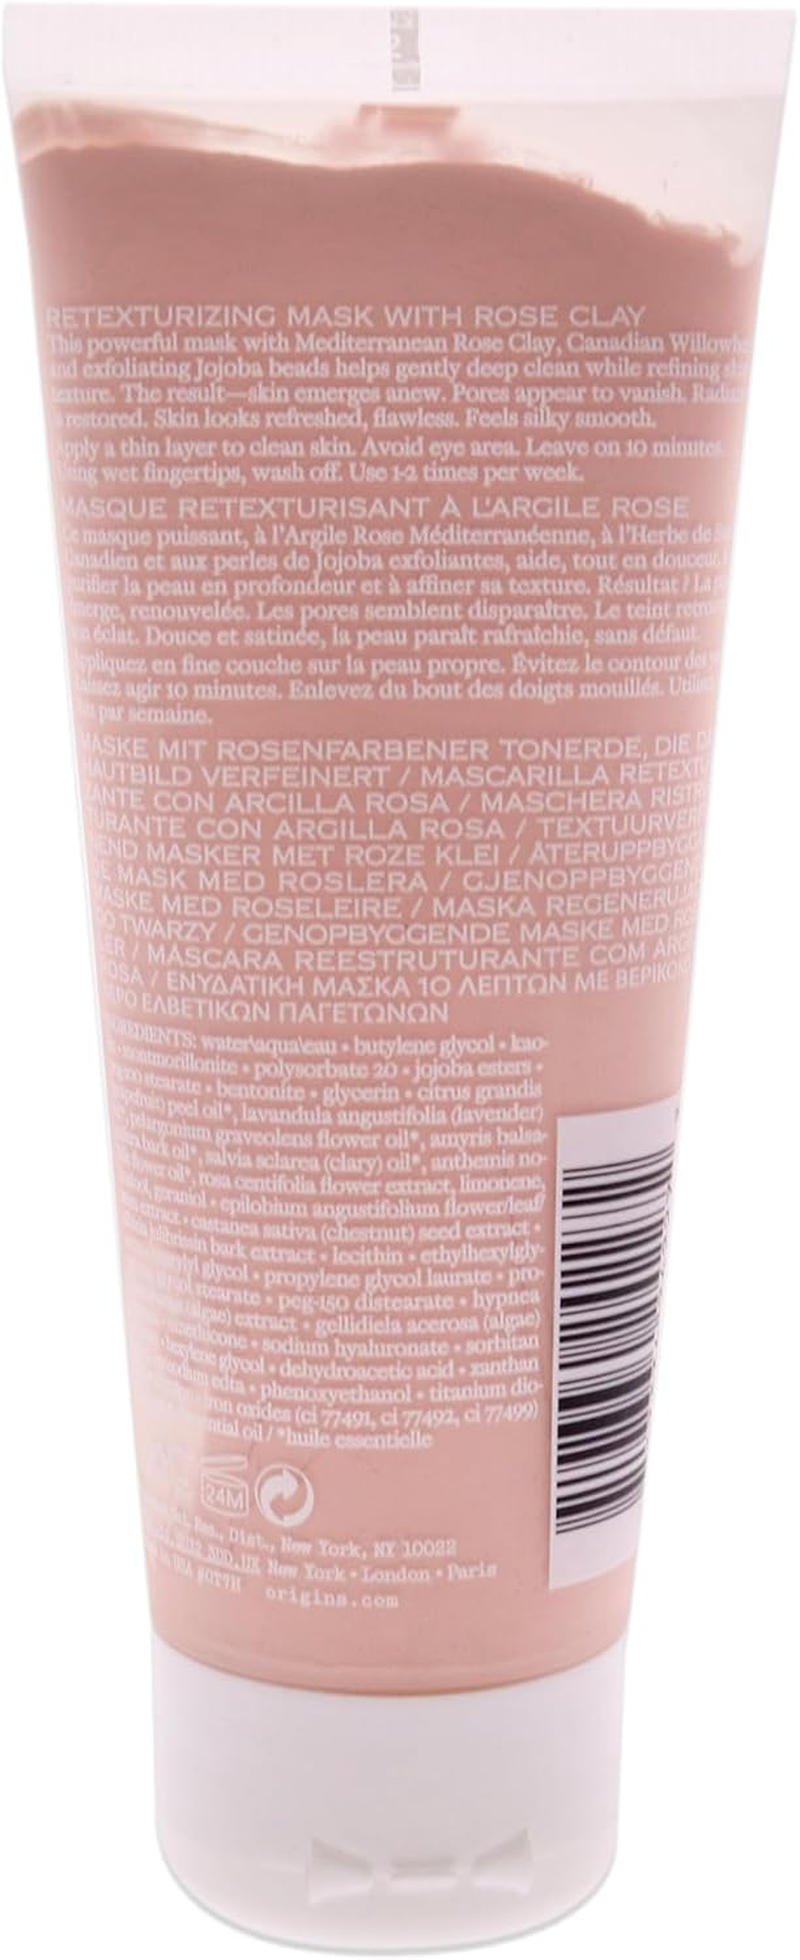 RETEXTURIZING MASK WITH ROSE CLAY
This powerful mask with Mediterranean Rose Clay, Canadian
and exfoliating Jojoba beads helps gently deep clean while refining
texture. The result—skin emerges anew. Pores appear to vanish.
restored. Skin looks refreshed, flawless. Feels silky smooth.
Apply a thin layer to clean skin. Avoid eye area. Leave on 10 minutes.
Using wet fingertips, wash off. Use 1-2 times per week.
MASQUE RETEXTURISANT À L'ARGILE ROSE
Ce masque puissant, à l'Argile Rose Méditerranéenne, à l'Herbe de
Canadien et aux perles de Jojoba exfoliantes, aide, tout en douceur,
purifier la peau en profondeur et à affiner sa texture. Résultat ? La
émerge, renouvelée. Les pores semblent disparaître. Le teint
son éclat. Douce et satinée, la peau paraît rafraîchie, sans défaut.
Appliquez en fine couche sur la peau propre. Évitez le contour des
Laissez agir 10 minutes. Enlevez du bout des doigts mouillés.
par semaine.
MASKE MIT ROSENFARBENER TONERDE, DIE
HAUTBILD VERFEINERT / MASCARILLA
CON ARCILLA ROSA / MASCHERA
CON ARGILLA ROSA /
MASKER MET ROZE KLEI /
MASK MED ROSLERA /
MASKE MED ROSELEIRE / MASKA
TWARZY / GENOPBYGGENDE MASKE MED
/ MÁSCARA REESTRUTURANTE COM
ROSA / ΕΝΥΔΑΤΙΚΗ ΜΑΣΚΑ 10 ΛΕΠΤΩΝ ΜΕ
ΕΛΒΕΤΙΚΩΝ ΠΑΓΕΤΩΝΩΝ
INGREDIENTS: water\aqua\eau • butylene glycol • kao-
• montmorillonite • polysorbate 20 • jojoba esters •
stearate • bentonite • glycerin • citrus grandis
peel oil*, lavandula angustifolia (lavender)
pelargonium graveolens flower oil*, amyris balsa-
bark oil*, salvia sclarea (clary) oil*, anthemis no-
flower oil*, rosa centifolia flower extract, limonene,
geraniol • epilobium angustifolium flower/leaf/
extract • castanea sativa (chestnut) seed extract •
julibrissin bark extract • lecithin • ethylhexylgly-
glycol • propylene glycol laurate • pro-
stearate • peg-150 distearate • hypnea
(algae) extract • gellidiela acerosa (algae)
• sodium hyaluronate • sorbitan
hexylene glycol • dehydroacetic acid • xanthan
edta • phenoxyethanol • titanium dio-
iron oxides (ci 77491, ci 77492, ci 77499)
oil / *huile essentielle
24M
Dist., New York, NY 10022
New York • London • Paris
origins.com